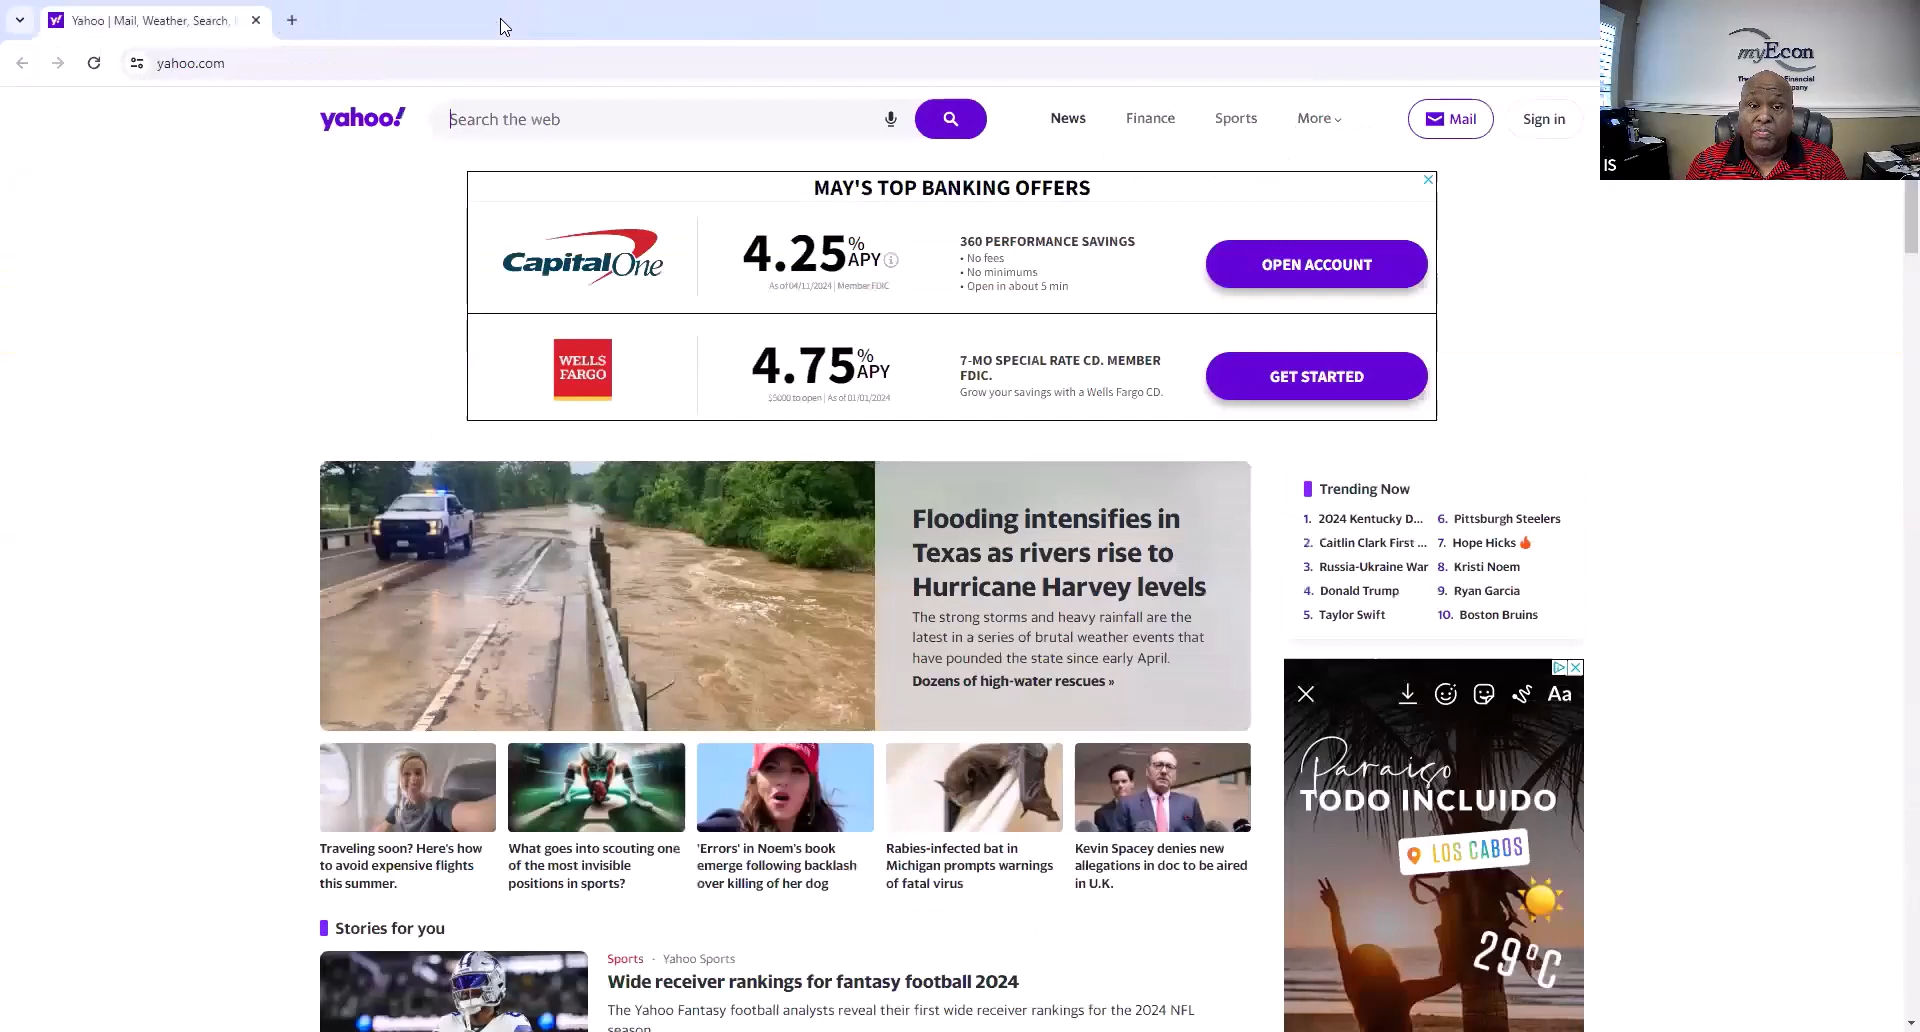 Yahoo | Mail, Weather, Search,
yahoo.com
myEcon
IS
yahoo!
Search the web
News
Finance
Sports
More
Mail
Sign in
MAY'S TOP BANKING OFFERS
Capital One
4.25% APY
As of 04/11/2024 | Member FDIC
360 PERFORMANCE SAVINGS
• No fees
• No minimums
• Open in about 5 min
OPEN ACCOUNT
WELLS
FARGO
4.75% APY
$5000 to open | As of 01/01/2024
7-MO SPECIAL RATE CD. MEMBER
FDIC.
Grow your savings with a Wells Fargo CD.
GET STARTED
Flooding intensifies in
Texas as rivers rise to
Hurricane Harvey levels
The strong storms and heavy rainfall are the
latest in a series of brutal weather events that
have pounded the state since early April.
Dozens of high-water rescues »
Trending Now
1. 2024 Kentucky D...
2. Caitlin Clark First ...
3. Russia-Ukraine War
4. Donald Trump
5. Taylor Swift
6. Pittsburgh Steelers
7. Hope Hicks
8. Kristi Noem
9. Ryan Garcia
10. Boston Bruins
Aa
Paraiso
TODO INCLUIDO
LOS CABOS
29°C
Traveling soon? Here's how
to avoid expensive flights
this summer.
What goes into scouting one
of the most invisible
positions in sports?
'Errors' in Noem's book
emerge following backlash
over killing of her dog
Rabies-infected bat in
Michigan prompts warnings
of fatal virus
Kevin Spacey denies new
allegations in doc to be aired
in U.K.
Stories for you
Sports · Yahoo Sports
Wide receiver rankings for fantasy football 2024
The Yahoo Fantasy football analysts reveal their first wide receiver rankings for the 2024 NFL
season.